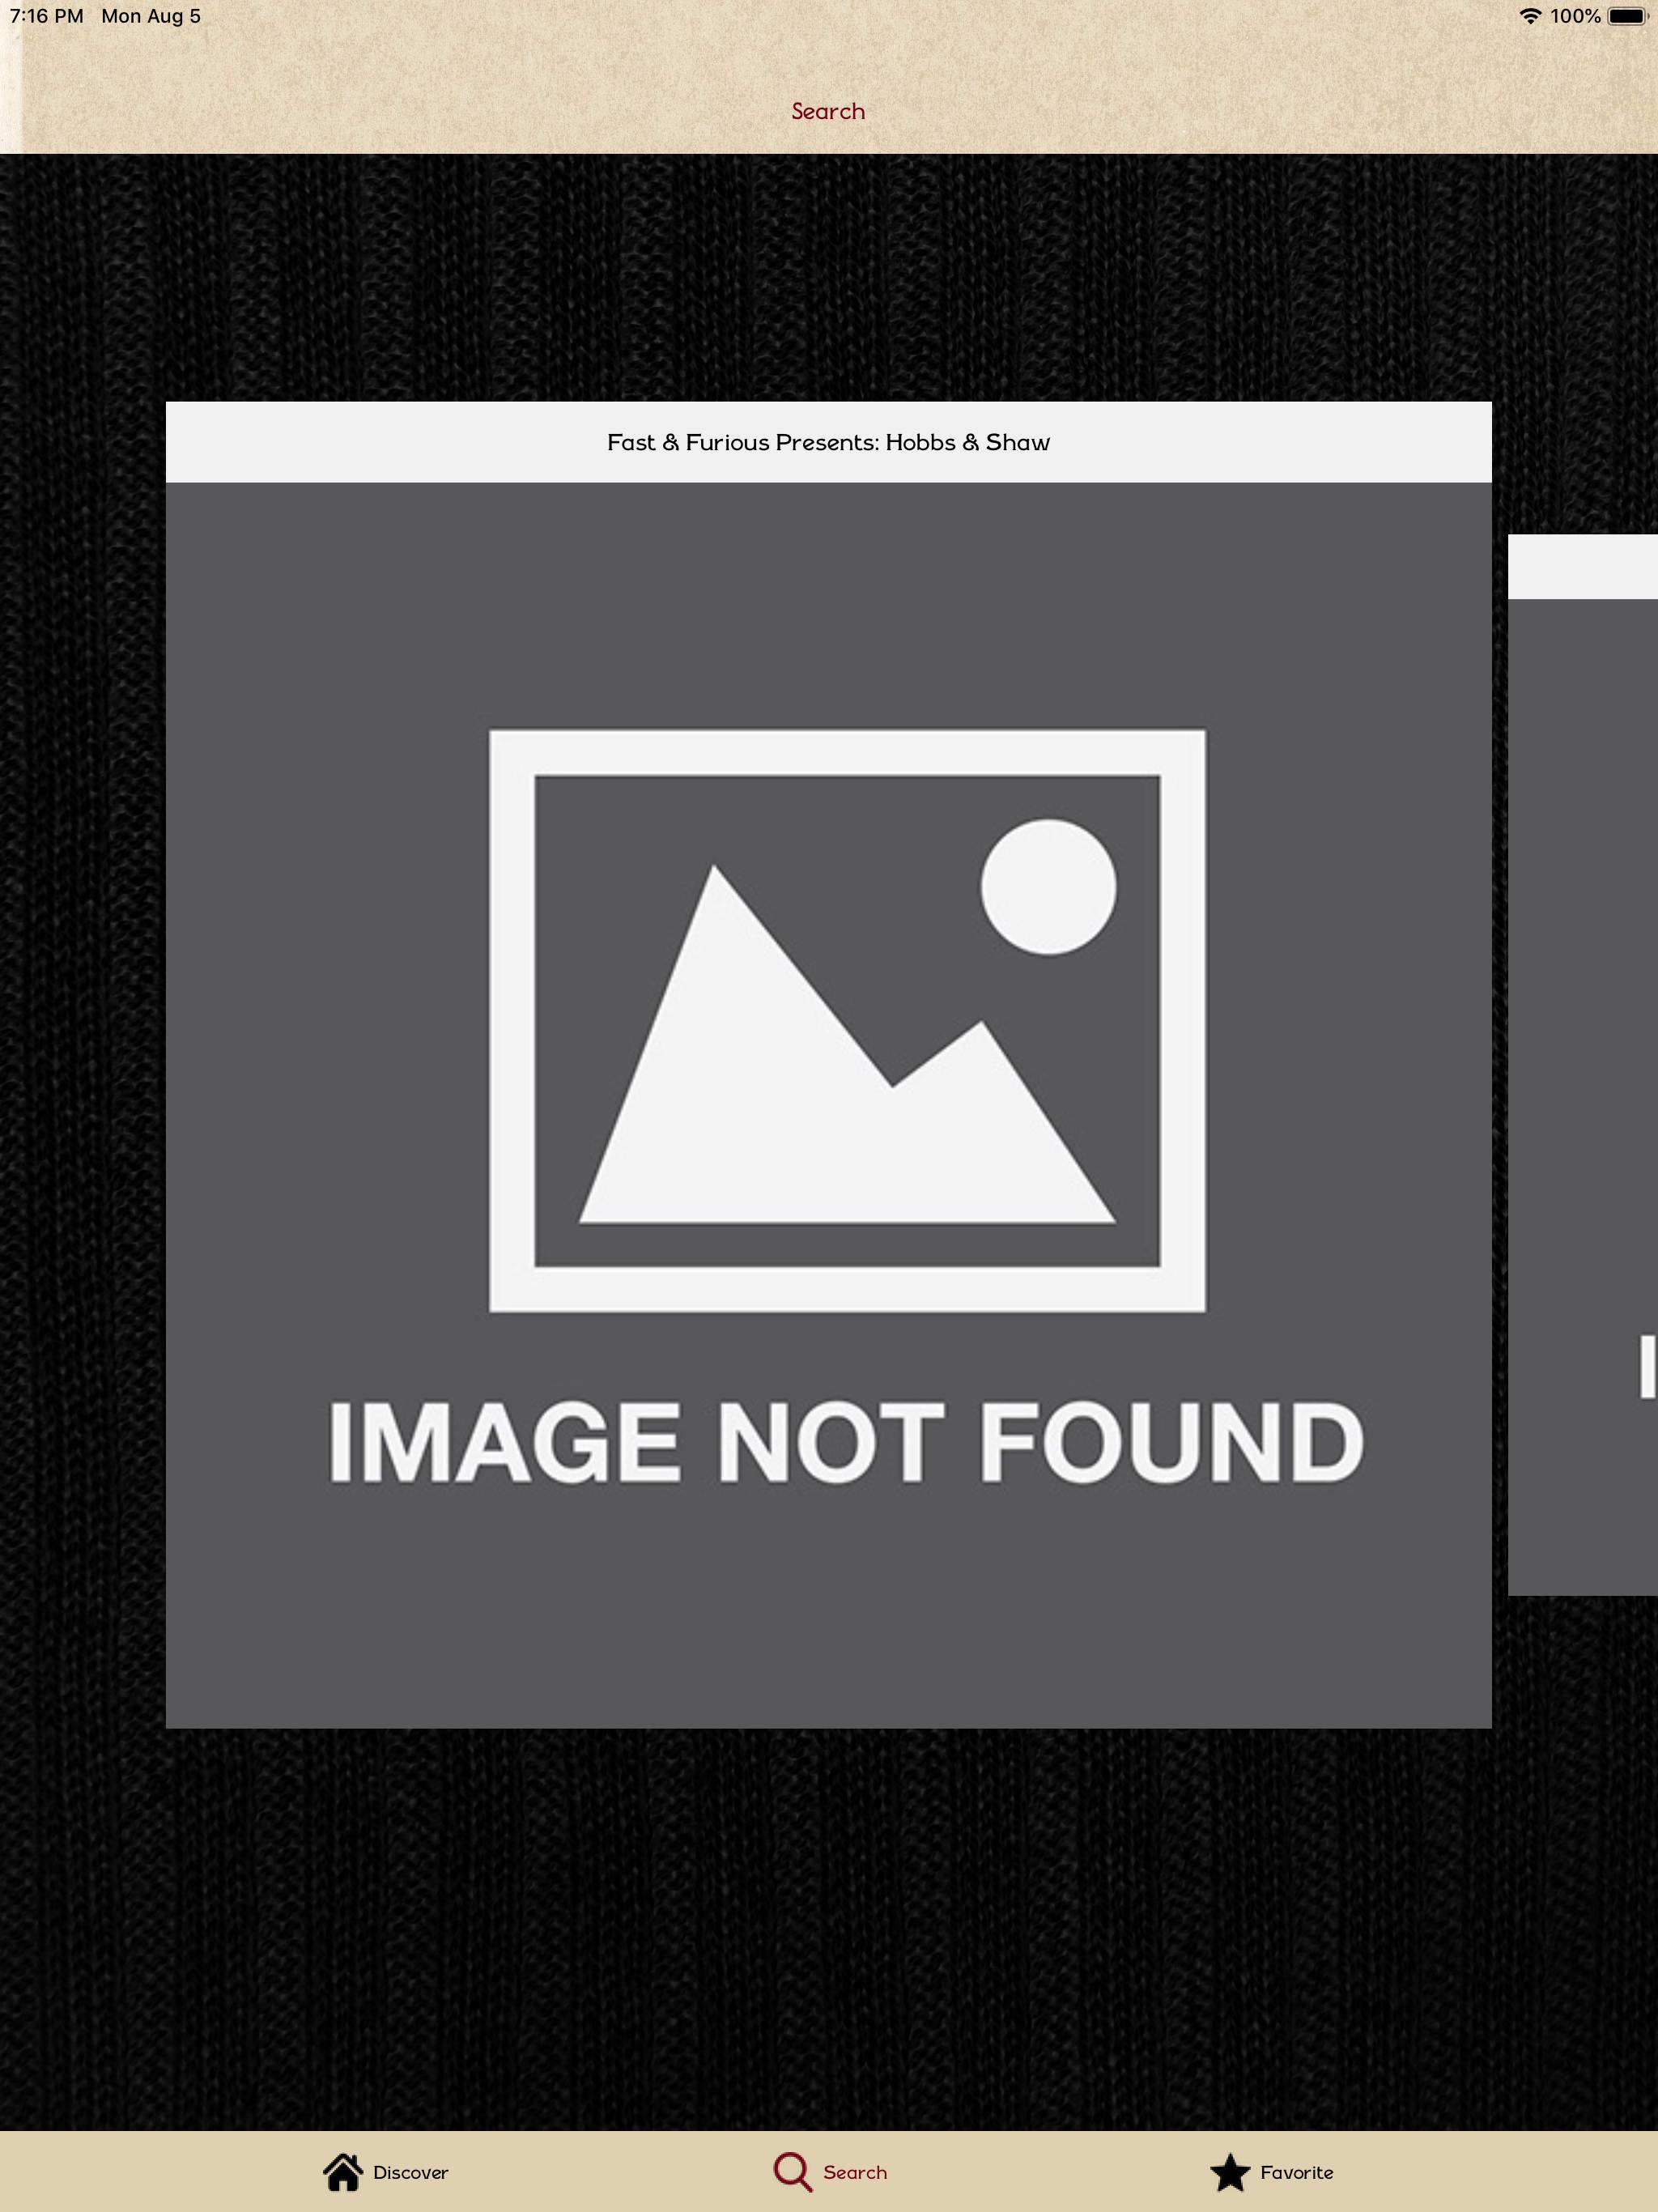 7:16 PM Mon Aug 5 100%
Search
Fast & Furious Presents: Hobbs & Shaw
IMAGE NOT FOUND
I
Discover Search Favorite